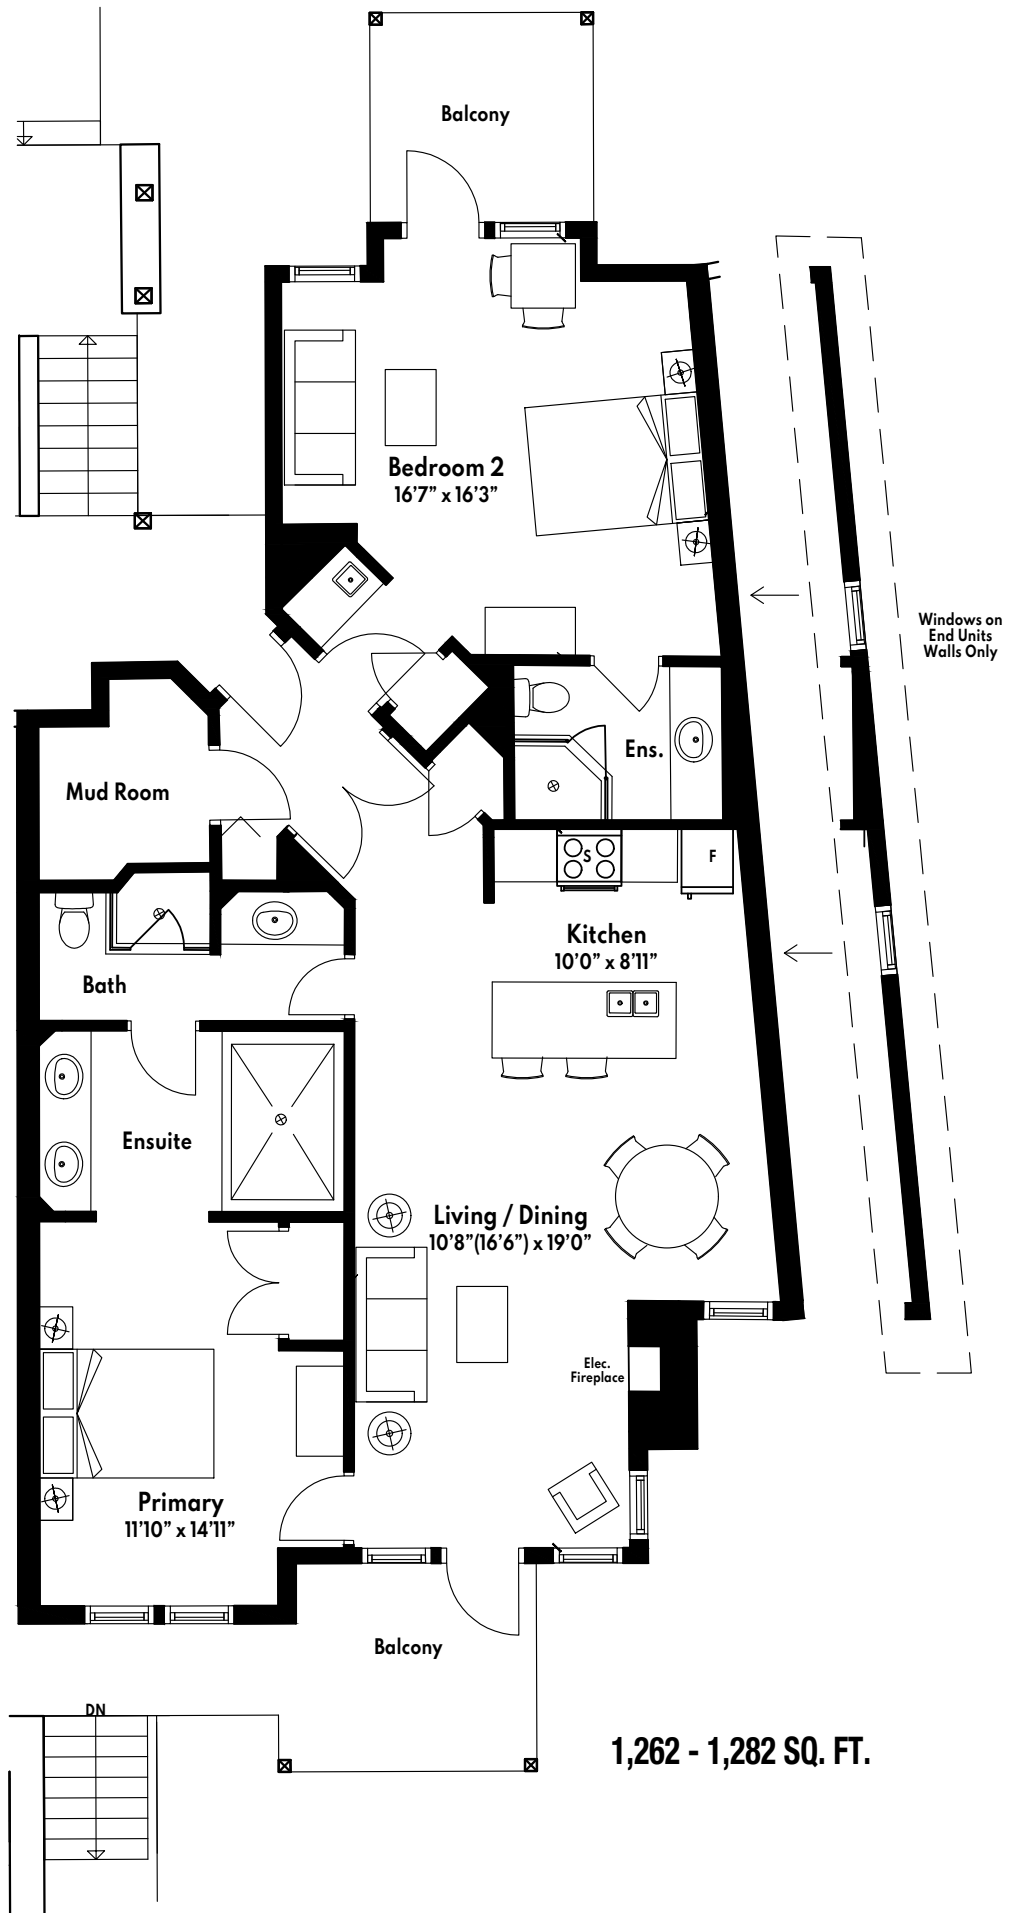 Balcony
Bedroom 2
16'7” x 16'3”
Windows on
End Units
Walls Only
Ens.
Mud Room
S
F
Kitchen
10'0” x 8'11”
Bath
Ensuite
Living / Dining
10'8”(16'6”) x 19'0”
Elec.
Fireplace
Primary
11'10” x 14'11”
Balcony
DN
1,262 - 1,282 SQ. FT.